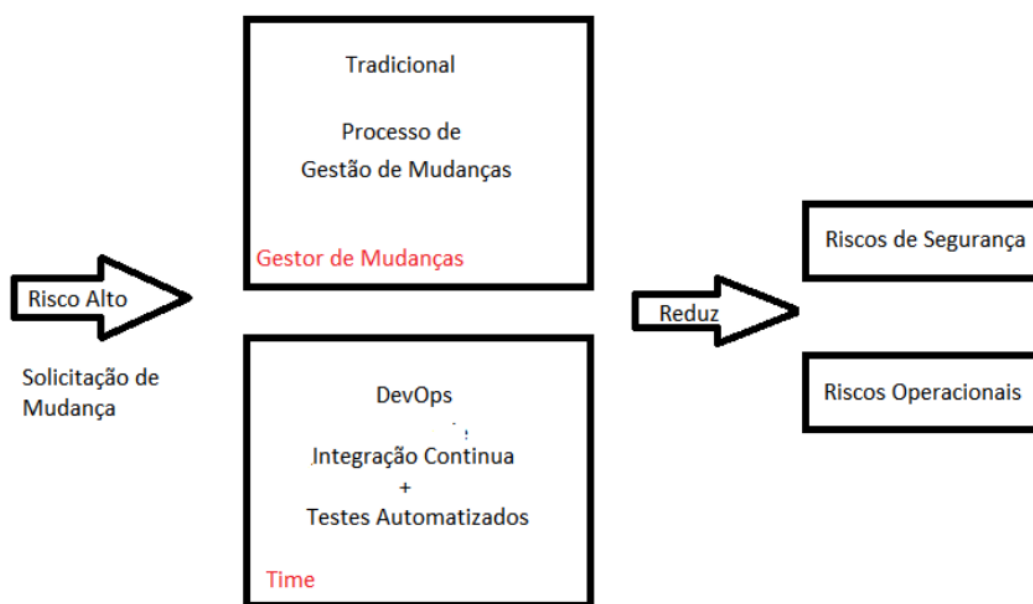 Tradicional
Processo de
Gestão de Mudanças
Gestor de Mudanças
Risco Alto
Solicitação de
Mudança
DevOps
Integração Continua
+
Testes Automatizados
Time
Reduz
Riscos de Segurança
Riscos Operacionais